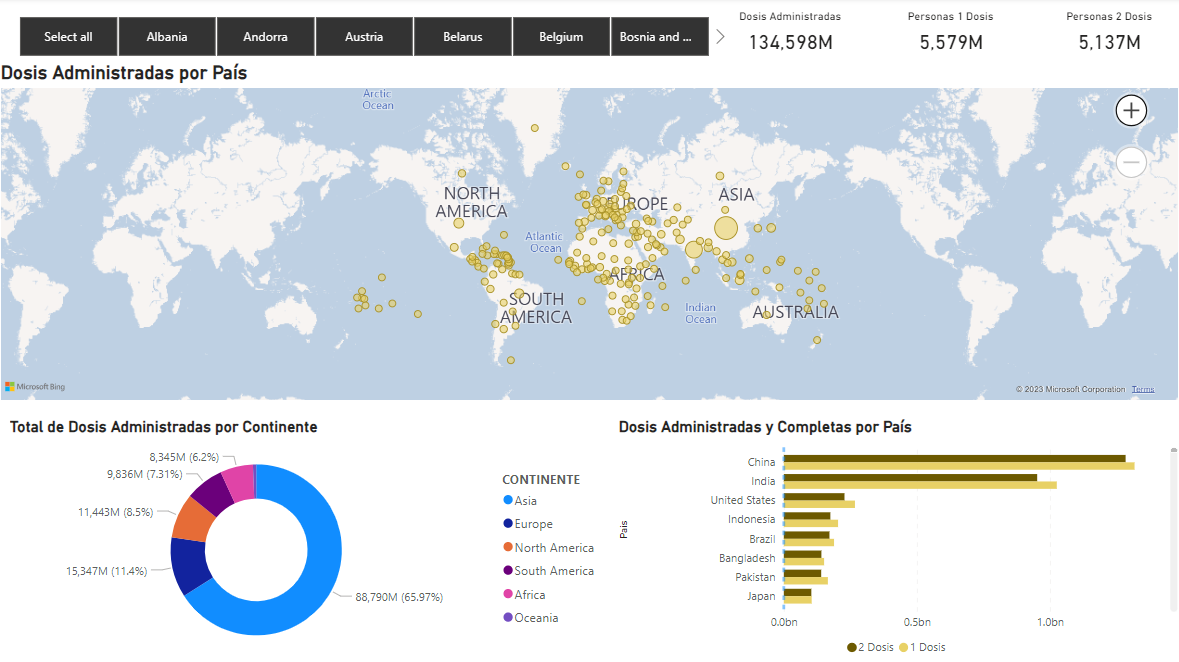 Dosis Administradas
Personas 1 Dosis
Personas 2 Dosis
Select all
Albania
Andorra
Austria
Belarus
Belgium
Bosnia and ...
134,598M
5,579M
5,137M
Dosis Administradas por País
Arctic
Ocean
NORTH
AMERICA
EUROPE
ASIA
Atlantic
Ocean
AFRICA
SOUTH
AMERICA
Indian
Ocean
AUSTRALIA
Microsoft Bing
© 2023 Microsoft Corporation Terms
Total de Dosis Administradas por Continente
8,345M (6.2%)
9,836M (7.31%)
11,443M (8.5%)
15,347M (11.4%)
88,790M (65.97%)
CONTINENTE
Asia
Europe
North America
South America
Africa
Oceania
Dosis Administradas y Completas por País
Pais
China
India
United States
Indonesia
Brazil
Bangladesh
Pakistan
Japan
0.0bn
0.5bn
1.0bn
2 Dosis
1 Dosis